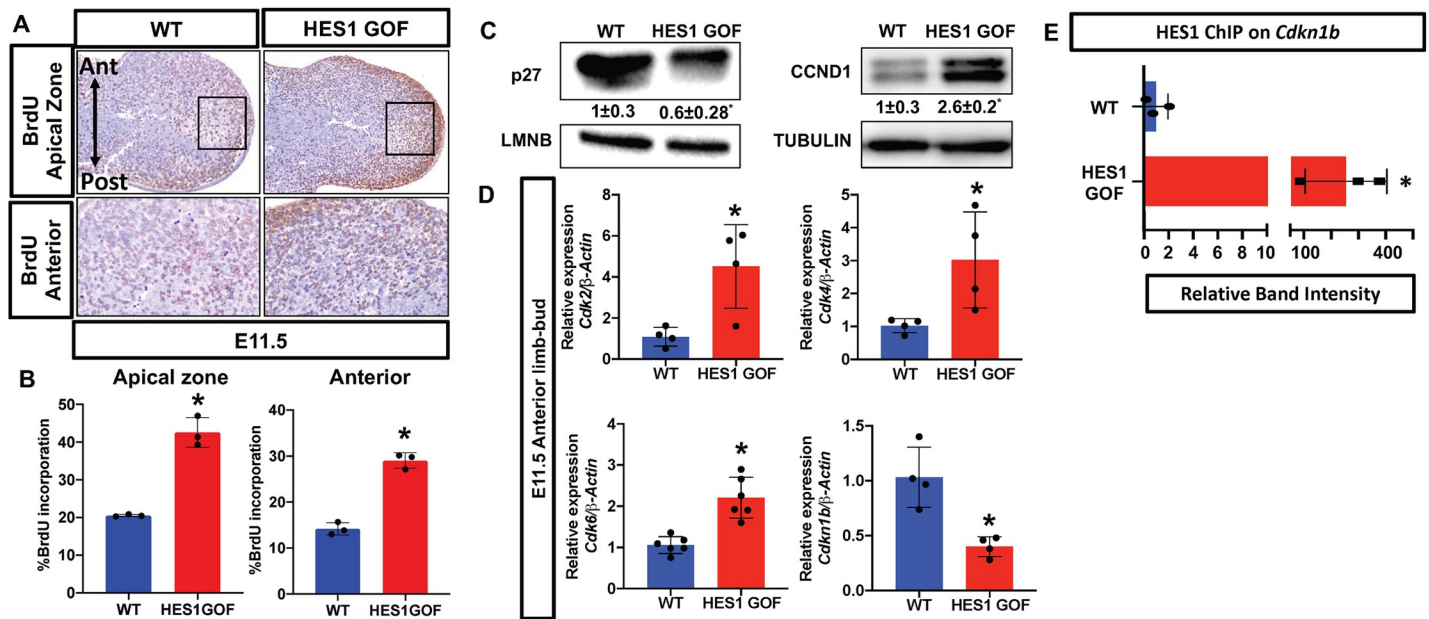 A
WT
HES1 GOF
BrdU
Apical Zone
Ant
Post
BrdU
Anterior
E11.5
B
Apical zone
%BrdU incorporation
50
40
30
20
10
0
*
WT
HES1GOF
Anterior
%BrdU incorporation
40
30
20
10
0
*
WT
HES1GOF
C
WT
HES1 GOF
p27
1±0.3
0.6±0.28*
LMNB
WT
HES1 GOF
CCND1
1±0.3
2.6±0.2*
TUBULIN
D
E11.5 Anterior limb-bud
Relative expression
Cdk2/β-Actin
8
6
4
2
0
*
WT
HES1 GOF
Relative expression
Cdk4/β-Actin
5
4
3
2
1
0
*
WT
HES1 GOF
Relative expression
Cdk6/β-Actin
4
3
2
1
0
*
WT
HES1 GOF
Relative expression
Cdkn1b/β-Actin
1.5
1.0
0.5
0.0
*
WT
HES1 GOF
E
HES1 ChIP on Cdkn1b
WT
HES1
GOF
*
0 2 4 6 8 10 100 400
Relative Band Intensity